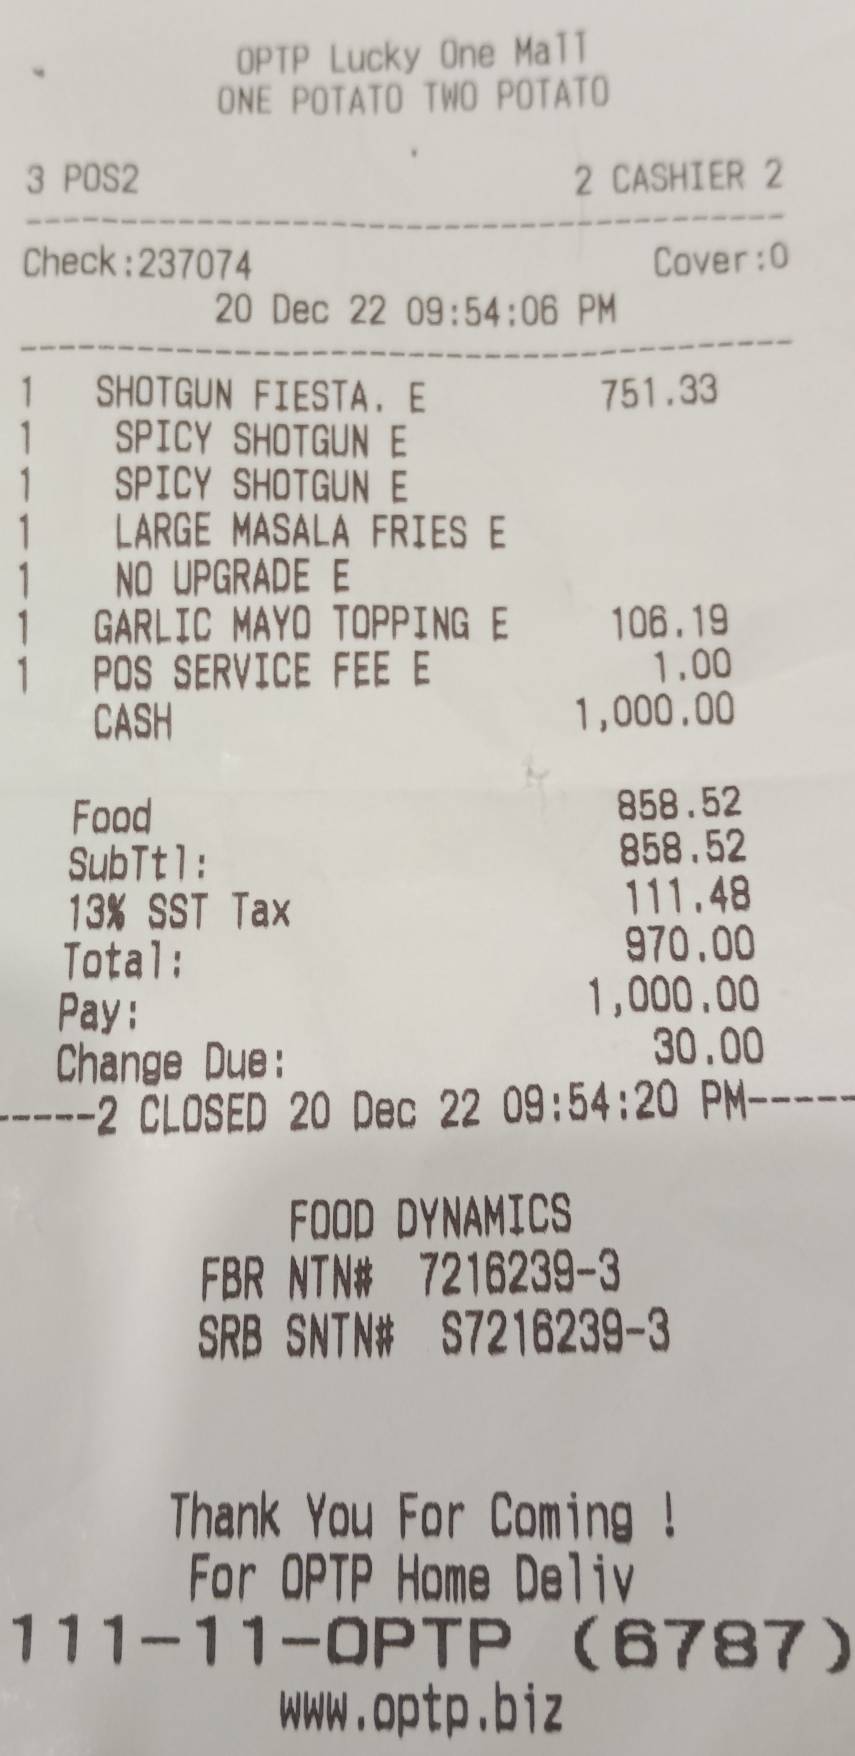 OPTP Lucky One Mall
ONE POTATO TWO POTATO
3 POS2 2 CASHIER 2
Check:237074 Cover:0
20 Dec 22 09:54:06 PM
1 SHOTGUN FIESTA. E 751.33
1 SPICY SHOTGUN E
1 SPICY SHOTGUN E
1 LARGE MASALA FRIES E
1 NO UPGRADE E
1 GARLIC MAYO TOPPING E 106.19
1 POS SERVICE FEE E 1.00
CASH 1,000.00
Food 858.52
SubTtl: 858.52
13% SST Tax 111.48
Total: 970.00
Pay: 1,000.00
Change Due: 30.00
-----2 CLOSED 20 Dec 22 09:54:20 PM-----
FOOD DYNAMICS
FBR NTN# 7216239-3
SRB SNTN# S7216239-3
Thank You For Coming !
For OPTP Home Deliv
111-11-OPTP (6787)
www.optp.biz